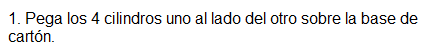 1. Pega los 4 cilindros uno al lado del otro sobre la base de
cartón.